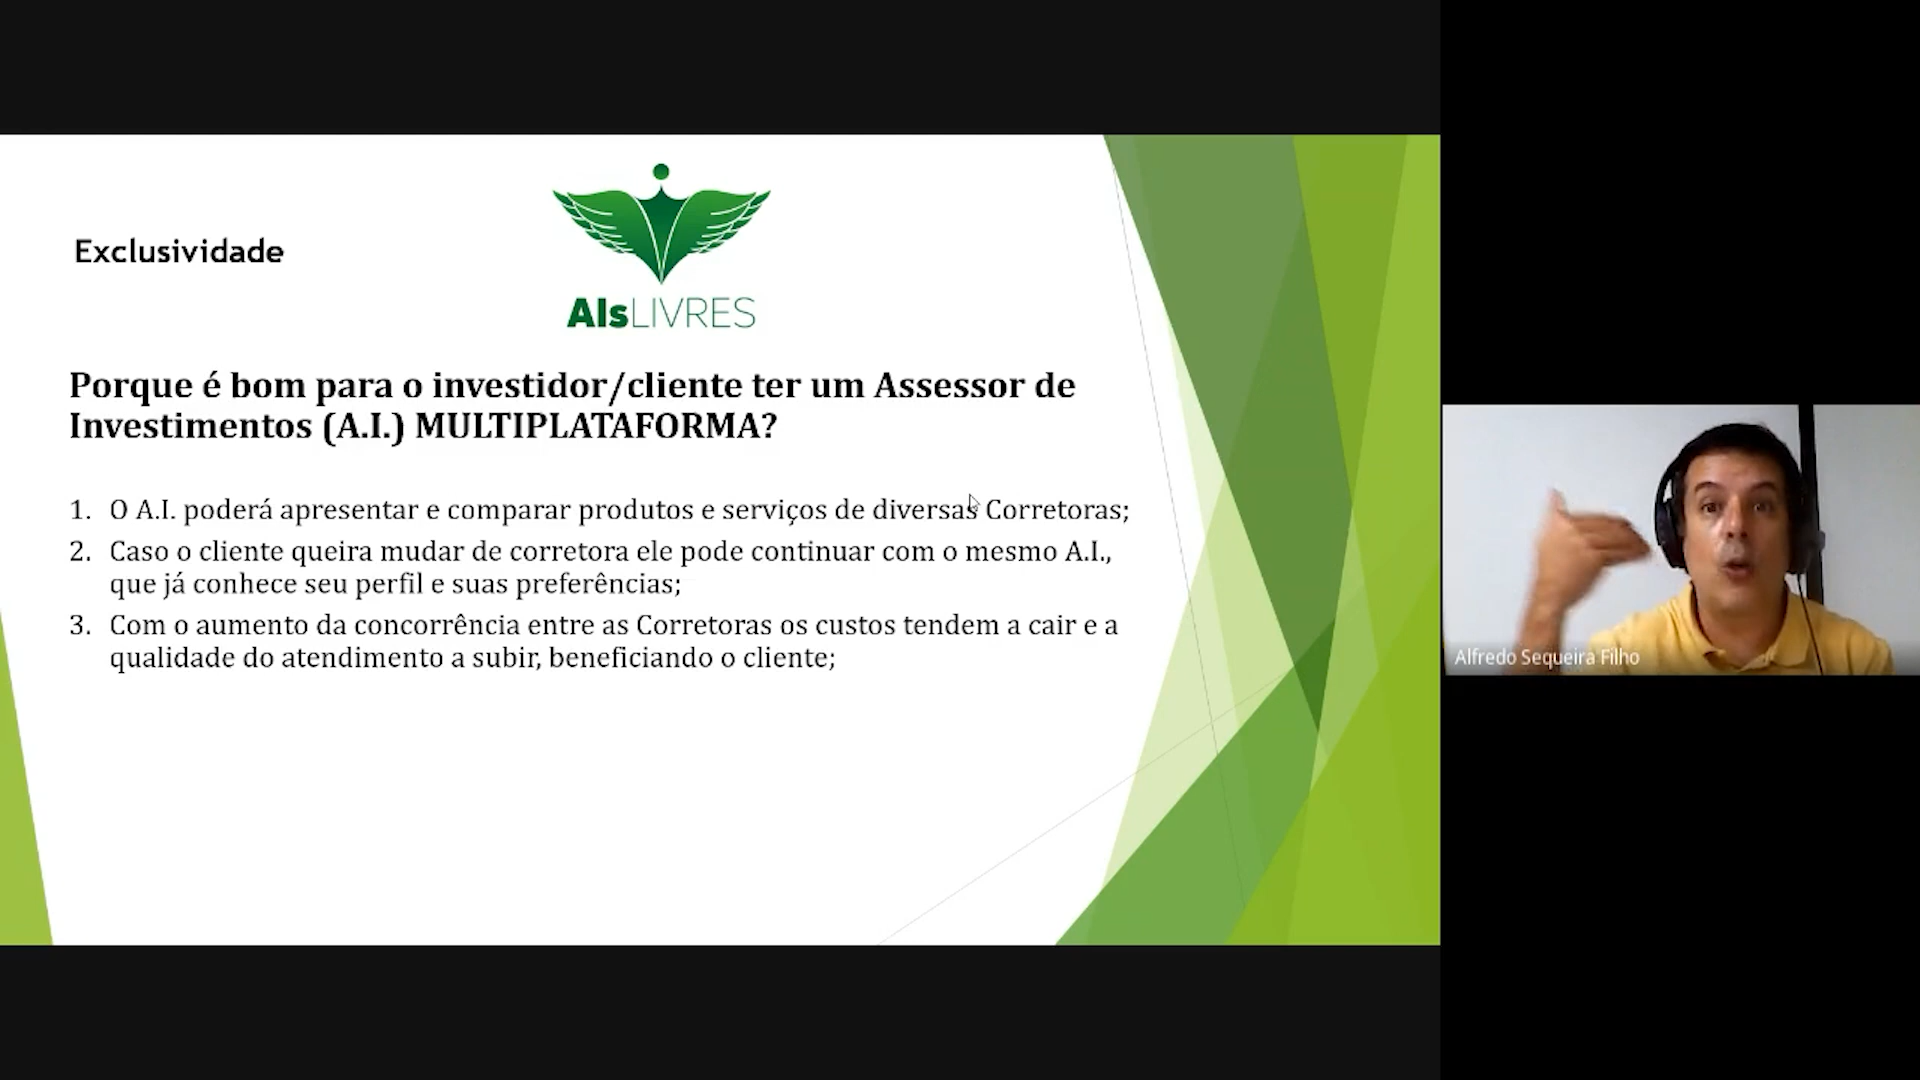 Exclusividade
AIsLIVRES
Porque é bom para o investidor/cliente ter um Assessor de
Investimentos (A.I.) MULTIPLATAFORMA?
1. O A.I. poderá apresentar e comparar produtos e serviços de diversas Corretoras;
2. Caso o cliente queira mudar de corretora ele pode continuar com o mesmo A.I.,
que já conhece seu perfil e suas preferências;
3. Com o aumento da concorrência entre as Corretoras os custos tendem a cair e a
qualidade do atendimento a subir, beneficiando o cliente;
Alfredo Sequeira Filho